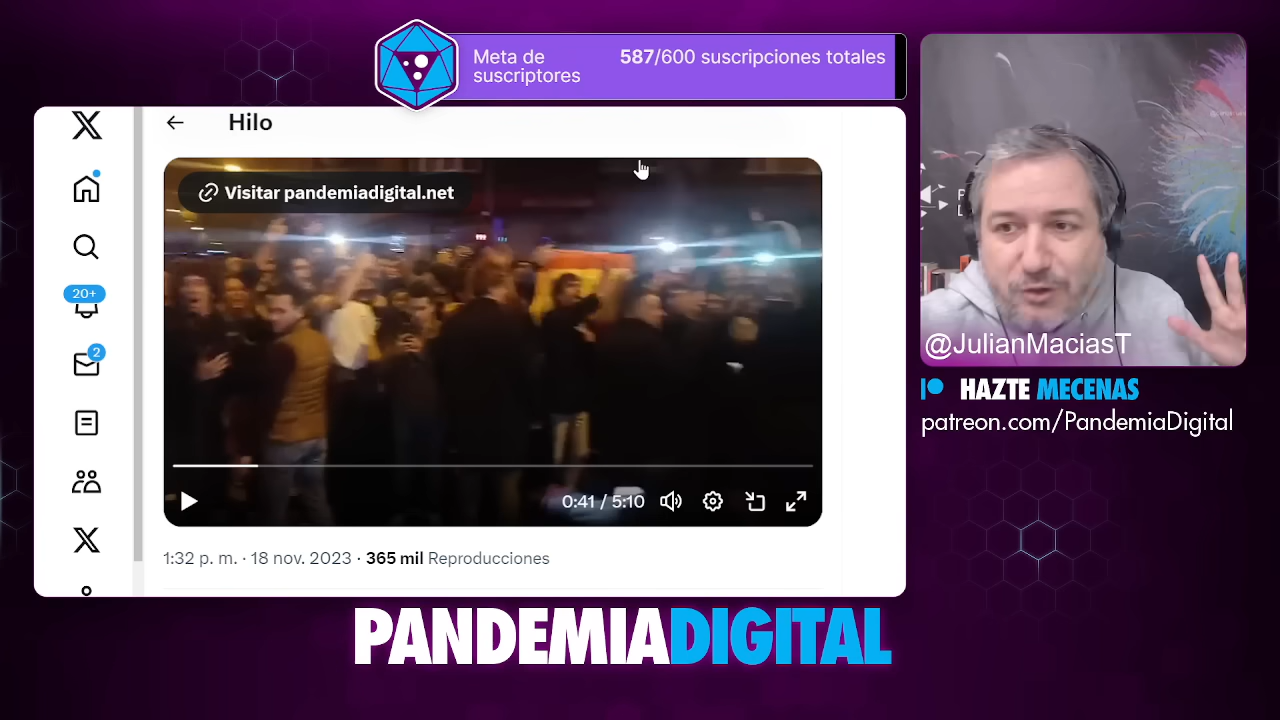 Meta de
suscriptores
587/600 suscripciones totales
Hilo
Visitar pandemiadigital.net
20+
2
0:41 / 5:10
1:32 p. m. · 18 nov. 2023 · 365 mil Reproducciones
@JulianMaciasT
HAZTE MECENAS
patreon.com/PandemiaDigital
PANDEMIADIGITAL